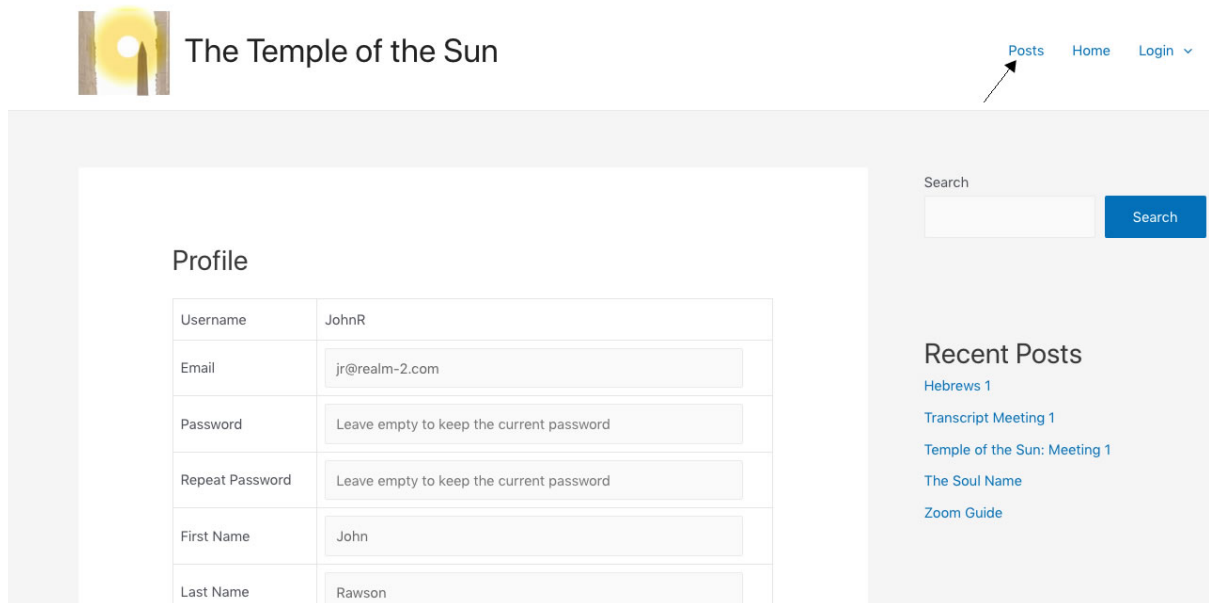 The Temple of the Sun
Posts Home Login
Search
Search
Profile
Username JohnR
Email jr@realm-2.com
Password Leave empty to keep the current password
Repeat Password Leave empty to keep the current password
First Name John
Last Name Rawson
Recent Posts
Hebrews 1
Transcript Meeting 1
Temple of the Sun: Meeting 1
The Soul Name
Zoom Guide